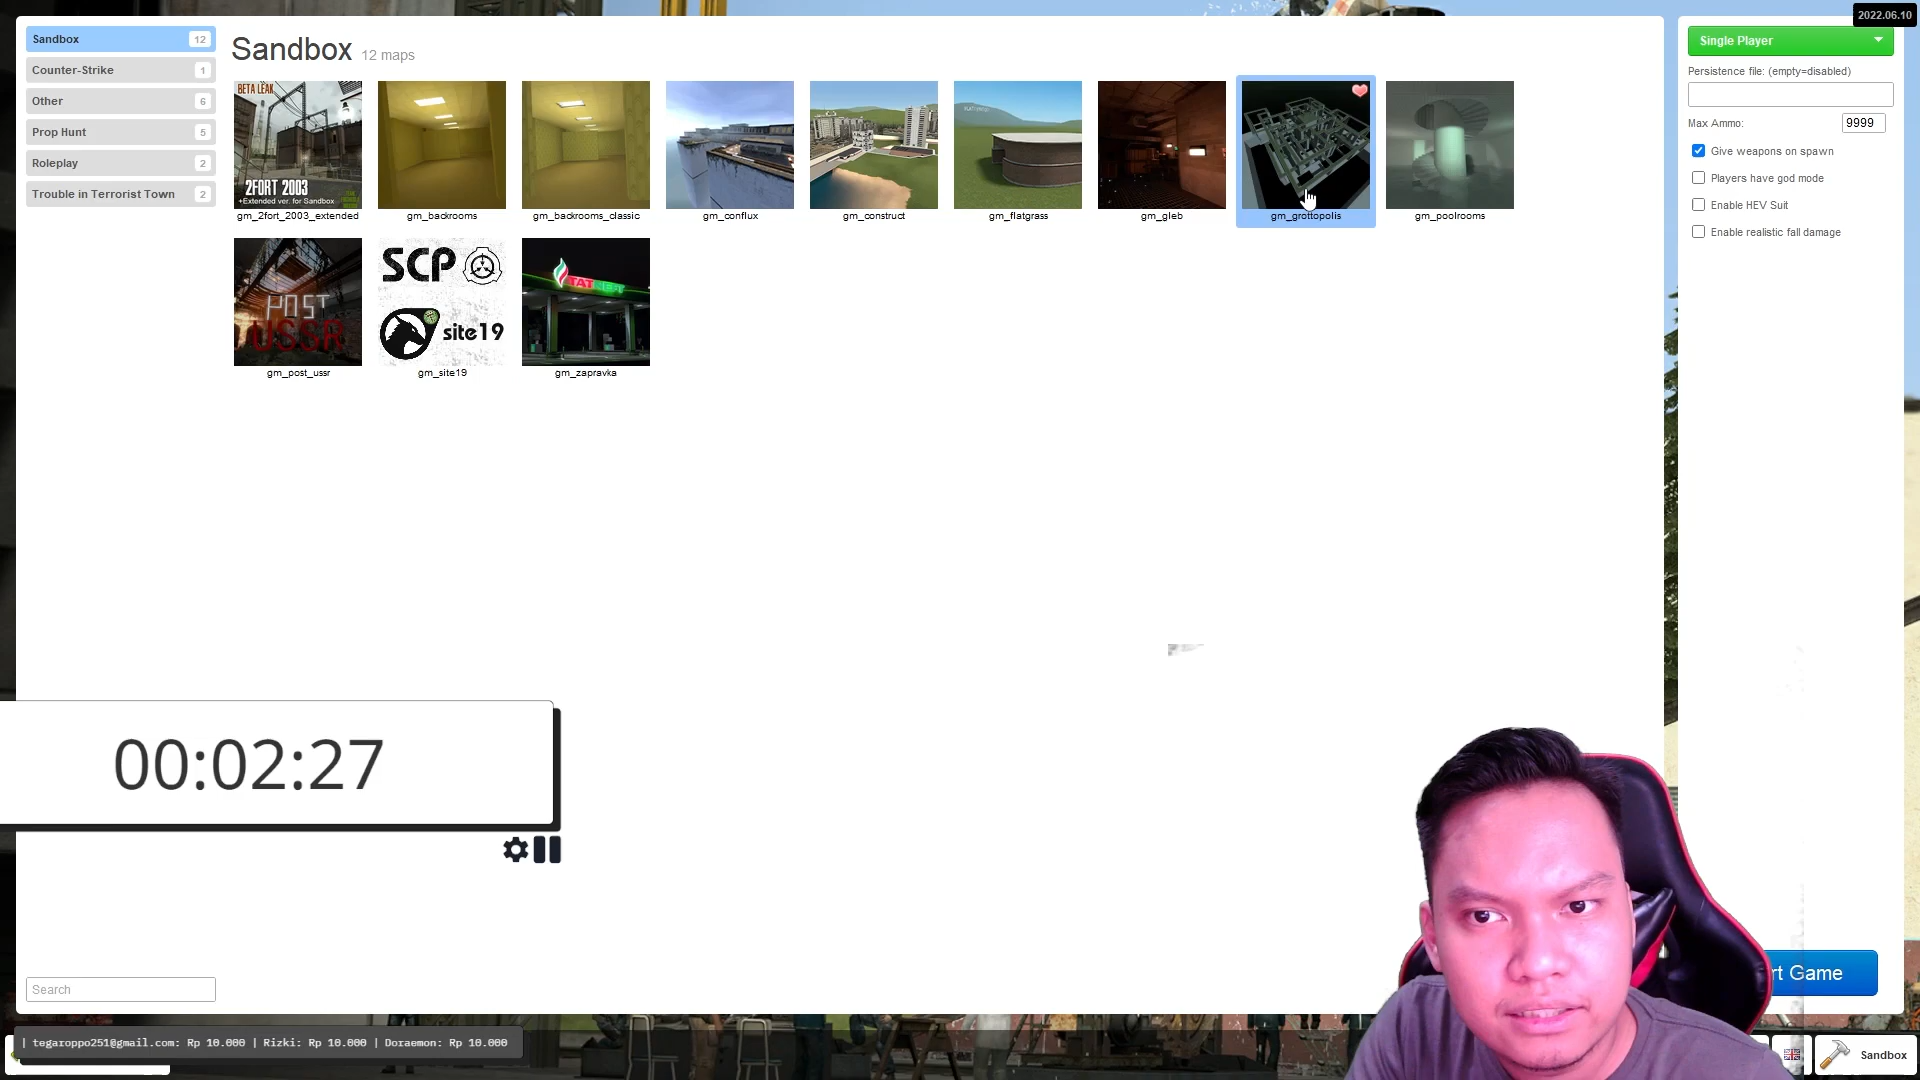 2022.06.10
Sandbox 12
Counter-Strike 1
Other 6
Prop Hunt 5
Roleplay 2
Trouble in Terrorist Town 2
Sandbox 12 maps
BETA LEAK
2FORT 2003
+Extended ver. for Sandbox
gm_2fort_2003_extended
gm_backrooms
gm_backrooms_classic
gm_conflux
gm_construct
gm_flatgrass
gm_gleb
gm_grottopolis
gm_poolrooms
POST
USSR
gm_post_ussr
SCP
site19
gm_site19
TATNEFT
gm_zapravka
Single Player
Persistence file: (empty=disabled)
Max Ammo: 9999
Give weapons on spawn
Players have god mode
Enable HEV Suit
Enable realistic fall damage
00:02:27
Search
rt Game
| tegaroppo251@gmail.com: Rp 10.000 | Rizki: Rp 10.000 | Doraemon: Rp 10.000
Sandbox